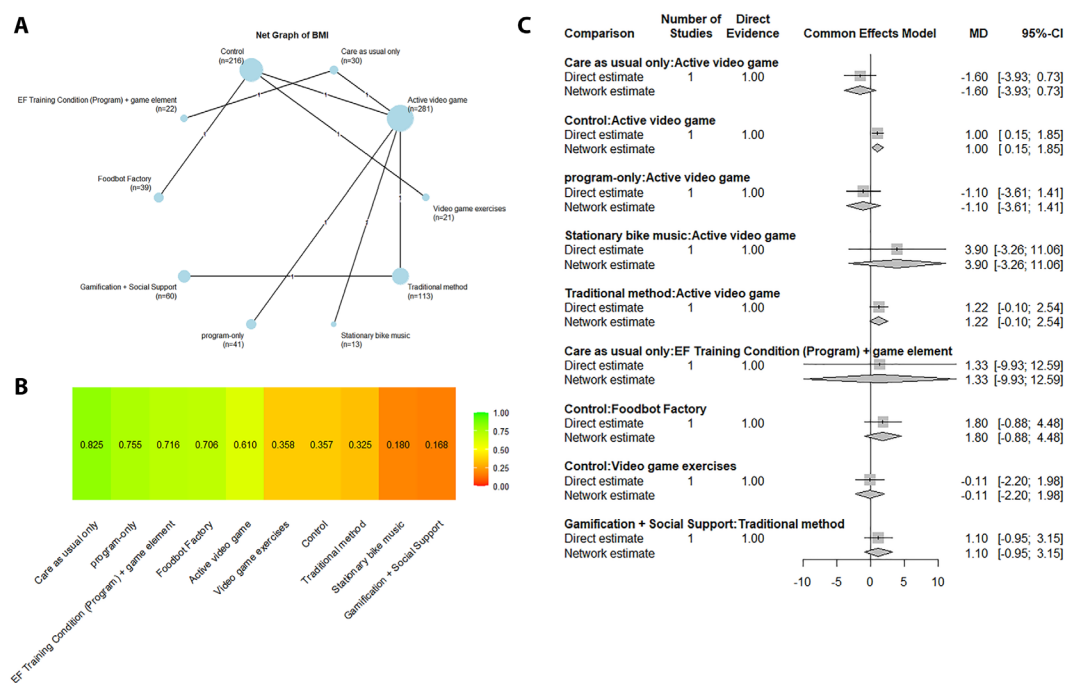 A
Net Graph of BMI
Control
(n=216)
Care as usual only
(n=30)
EF Training Condition (Program) + game element
(n=22)
Active video game
(n=281)
Foodbot Factory
(n=39)
Video game exercises
(n=21)
Gamification + Social Support
(n=60)
Traditional method
(n=113)
program-only
(n=41)
Stationary bike music
(n=13)
1
1
1
1
1
1
1
1
1
B
0.825 0.755 0.716 0.706 0.610 0.358 0.357 0.325 0.180 0.168
1.00
0.75
0.50
0.25
0.00
Care as usual only
program-only
EF Training Condition (Program) + game element
Foodbot Factory
Active video game
Video game exercises
Control
Traditional method
Stationary bike music
Gamification + Social Support
C
Number of Direct
Comparison Studies Evidence Common Effects Model MD 95%-CI
Care as usual only:Active video game
Direct estimate 1 1.00 -1.60 [-3.93; 0.73]
Network estimate -1.60 [-3.93; 0.73]
Control:Active video game
Direct estimate 1 1.00 1.00 [ 0.15; 1.85]
Network estimate 1.00 [ 0.15; 1.85]
program-only:Active video game
Direct estimate 1 1.00 -1.10 [-3.61; 1.41]
Network estimate -1.10 [-3.61; 1.41]
Stationary bike music:Active video game
Direct estimate 1 1.00 3.90 [-3.26; 11.06]
Network estimate 3.90 [-3.26; 11.06]
Traditional method:Active video game
Direct estimate 1 1.00 1.22 [-0.10; 2.54]
Network estimate 1.22 [-0.10; 2.54]
Care as usual only:EF Training Condition (Program) + game element
Direct estimate 1 1.00 1.33 [-9.93; 12.59]
Network estimate 1.33 [-9.93; 12.59]
Control:Foodbot Factory
Direct estimate 1 1.00 1.80 [-0.88; 4.48]
Network estimate 1.80 [-0.88; 4.48]
Control:Video game exercises
Direct estimate 1 1.00 -0.11 [-2.20; 1.98]
Network estimate -0.11 [-2.20; 1.98]
Gamification + Social Support:Traditional method
Direct estimate 1 1.00 1.10 [-0.95; 3.15]
Network estimate 1.10 [-0.95; 3.15]
-10 -5 0 5 10